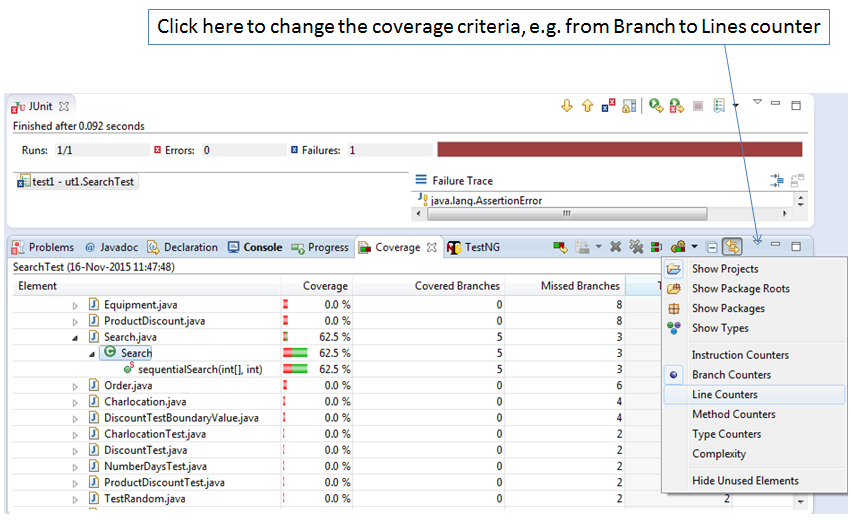 Click here to change the coverage criteria, e.g. from Branch to Lines counter
JUnit
Finished after 0.092 seconds
Runs: 1/1 Errors: 0 Failures: 1
test1 - ut1.SearchTest
Failure Trace
java.lang.AssertionError
Problems @ Javadoc Declaration Console Progress Coverage TestNG
SearchTest (16-Nov-2015 11:47:48)
Element Coverage Covered Branches Missed Branches
Equipment.java 0.0 % 0 8
ProductDiscount.java 0.0 % 0 8
Search.java 62.5 % 5 3
Search 62.5 % 5 3
sequentialSearch(int[], int) 62.5 % 5 3
Order.java 0.0 % 0 6
Charlocation.java 0.0 % 0 4
DiscountTestBoundaryValue.java 0.0 % 0 4
CharlocationTest.java 0.0 % 0 2
DiscountTest.java 0.0 % 0 2
NumberDaysTest.java 0.0 % 0 2
ProductDiscountTest.java 0.0 % 0 2
TestRandom.java 0.0 % 0 2 2
Show Projects
Show Package Roots
Show Packages
Show Types
Instruction Counters
Branch Counters
Line Counters
Method Counters
Type Counters
Complexity
Hide Unused Elements